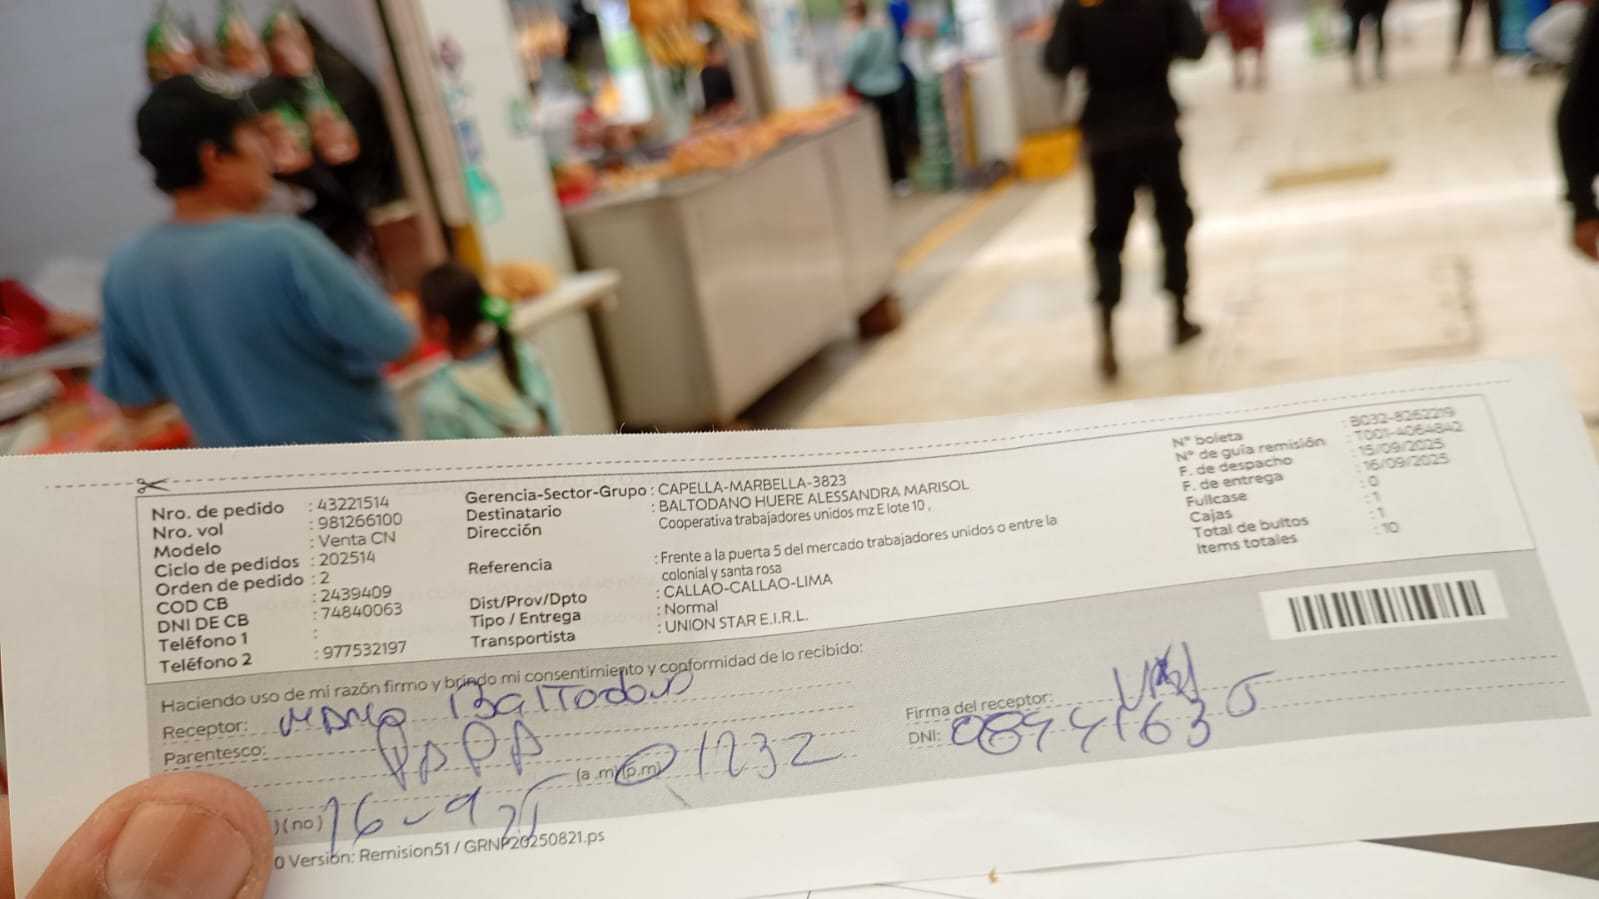 Nro. de pedido : 43221514
Nro. vol : 981266100
Modelo : Venta CN
Ciclo de pedidos : 202514
Orden de pedido : 2
COD CB : 2439409
DNI DE CB : 74840063
Teléfono 1 :
Teléfono 2 : 977532197
Gerencia-Sector-Grupo : CAPELLA-MARBELLA-3823
Destinatario : BALTODANO HUERE ALESSANDRA MARISOL
Dirección Cooperativa trabajadores unidos mz E lote 10 ,
Referencia : Frente a la puerta 5 del mercado trabajadores unidos o entre la
colonial y santa rosa
Dist/Prov/Dpto : CALLAO-CALLAO-LIMA
Tipo / Entrega : Normal
Transportista : UNION STAR E.I.R.L.
N° boleta : B032-8262219
N° de guía remisión : T001-4064842
F. de despacho : 15/09/2025
F. de entrega : 16/09/2025
Fullcase : 0
Cajas : 1
Total de bultos : 1
Items totales : 10
Haciendo uso de mi razón firmo y brindo mi consentimiento y conformidad de lo recibido:
Receptor: Baltodano
Parentesco: PAPA
(a .m) (p.m) 1232
) (no) 16-9-25
Firma del receptor:
DNI:
0 Versión: Remision51 / GRNP20250821.ps